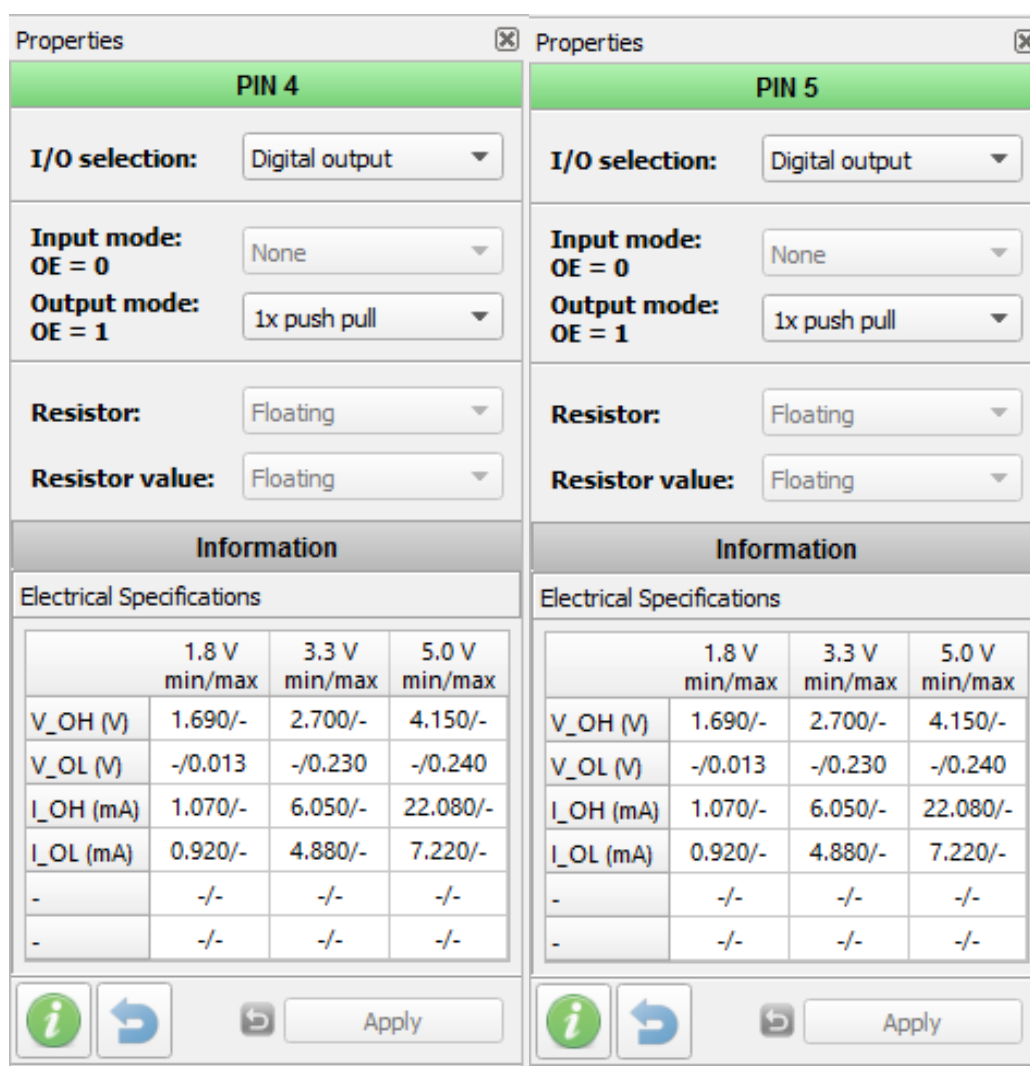 Properties
PIN 4
I/O selection: Digital output
Input mode:
OE = 0
None
Output mode:
OE = 1
1x push pull
Resistor: Floating
Resistor value: Floating
Information
Electrical Specifications
1.8 V 3.3 V 5.0 V
min/max min/max min/max
V_OH (V) 1.690/- 2.700/- 4.150/-
V_OL (V) -/0.013 -/0.230 -/0.240
I_OH (mA) 1.070/- 6.050/- 22.080/-
I_OL (mA) 0.920/- 4.880/- 7.220/-
- -/- -/- -/-
- -/- -/- -/-
i Apply
Properties
PIN 5
I/O selection: Digital output
Input mode:
OE = 0
None
Output mode:
OE = 1
1x push pull
Resistor: Floating
Resistor value: Floating
Information
Electrical Specifications
1.8 V 3.3 V 5.0 V
min/max min/max min/max
V_OH (V) 1.690/- 2.700/- 4.150/-
V_OL (V) -/0.013 -/0.230 -/0.240
I_OH (mA) 1.070/- 6.050/- 22.080/-
I_OL (mA) 0.920/- 4.880/- 7.220/-
- -/- -/- -/-
- -/- -/- -/-
i Apply